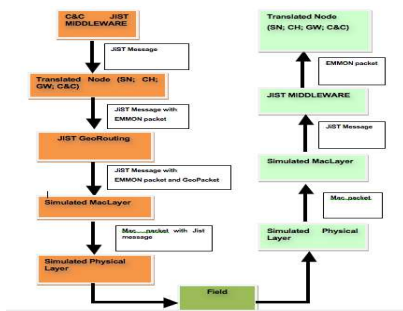 C&C JIST
MIDDLEWARE
JIST Message
Translated Node (SN; CH;
GW; C&C)
JIST Message with
EMMON packet
JIST GeoRouting
JIST Message with
EMMON packet and GeoPacket
Simulated MacLayer
Mac packet with Jist
message
Simulated Physical
Layer
Field
Translated Node
(SN; CH; GW; C&C)
EMMON packet
JIST MIDDLEWARE
JIST Message
Simulated MacLayer
Mac packet
Simulated Physical
Layer